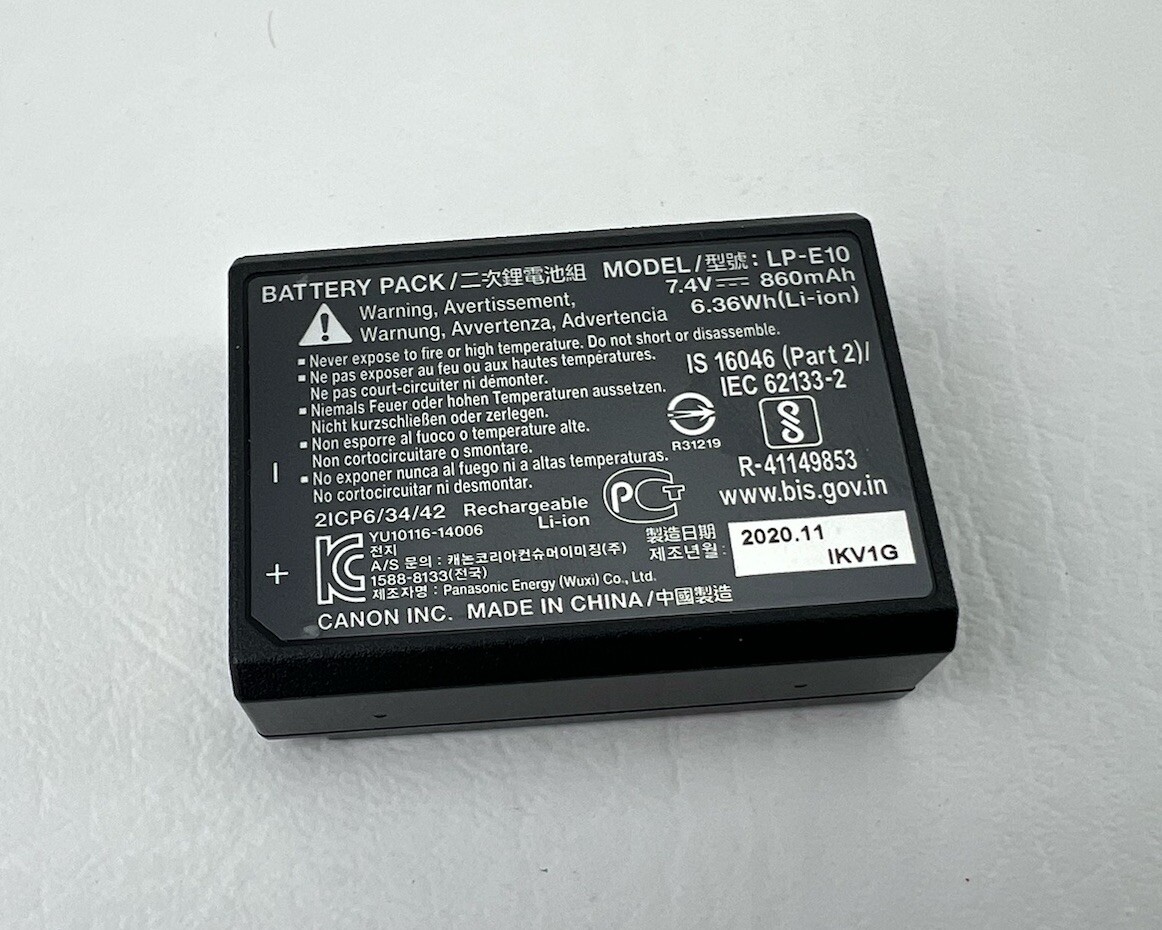 BATTERY PACK/二次鋰電池組 MODEL/型號: LP-E10
7.4V⎓ 860mAh
6.36Wh(Li-ion)
Warning, Avertissement,
Warnung, Avvertenza, Advertencia
▪ Never expose to fire or high temperature. Do not short or disassemble.
▪ Ne pas exposer au feu ou aux hautes températures.
Ne pas court-circuiter ni démonter.
▪ Niemals Feuer oder hohen Temperaturen aussetzen.
Nicht kurzschließen oder zerlegen.
▪ Non esporre al fuoco o temperature alte.
Non cortocircuitare o smontare.
▪ No exponer nunca al fuego ni a altas temperaturas.
No cortocircuitar ni desmontar.
IS 16046 (Part 2)/
IEC 62133-2
R31219
R-41149853
www.bis.gov.in
2ICP6/34/42 Rechargeable
Li-ion
PCT
YU10116-14006
전지
A/S 문의 : 캐논코리아컨슈머이미징(주)
1588-8133(전국)
제조자명 : Panasonic Energy (Wuxi) Co., Ltd.
製造日期
제조년월:
2020.11
IKV1G
CANON INC. MADE IN CHINA/中國製造
− 
+